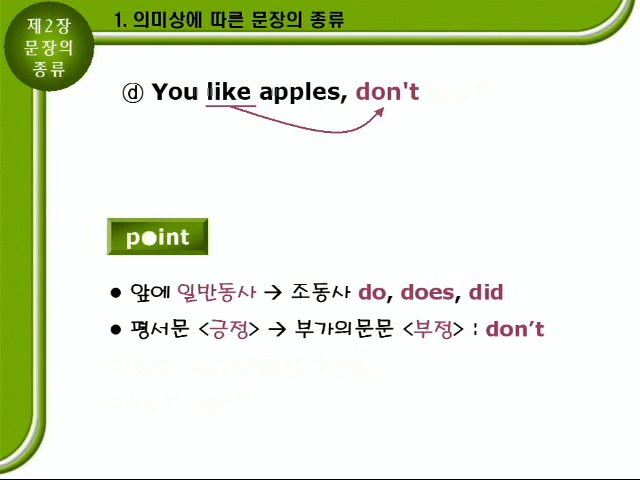 제2장
문장의
종류
1. 의미상에 따른 문장의 종류
ⓓ You like apples, don't
point
● 앞에 일반동사 → 조동사 do, does, did
● 평서문 <긍정> → 부가의문문 <부정> : don’t